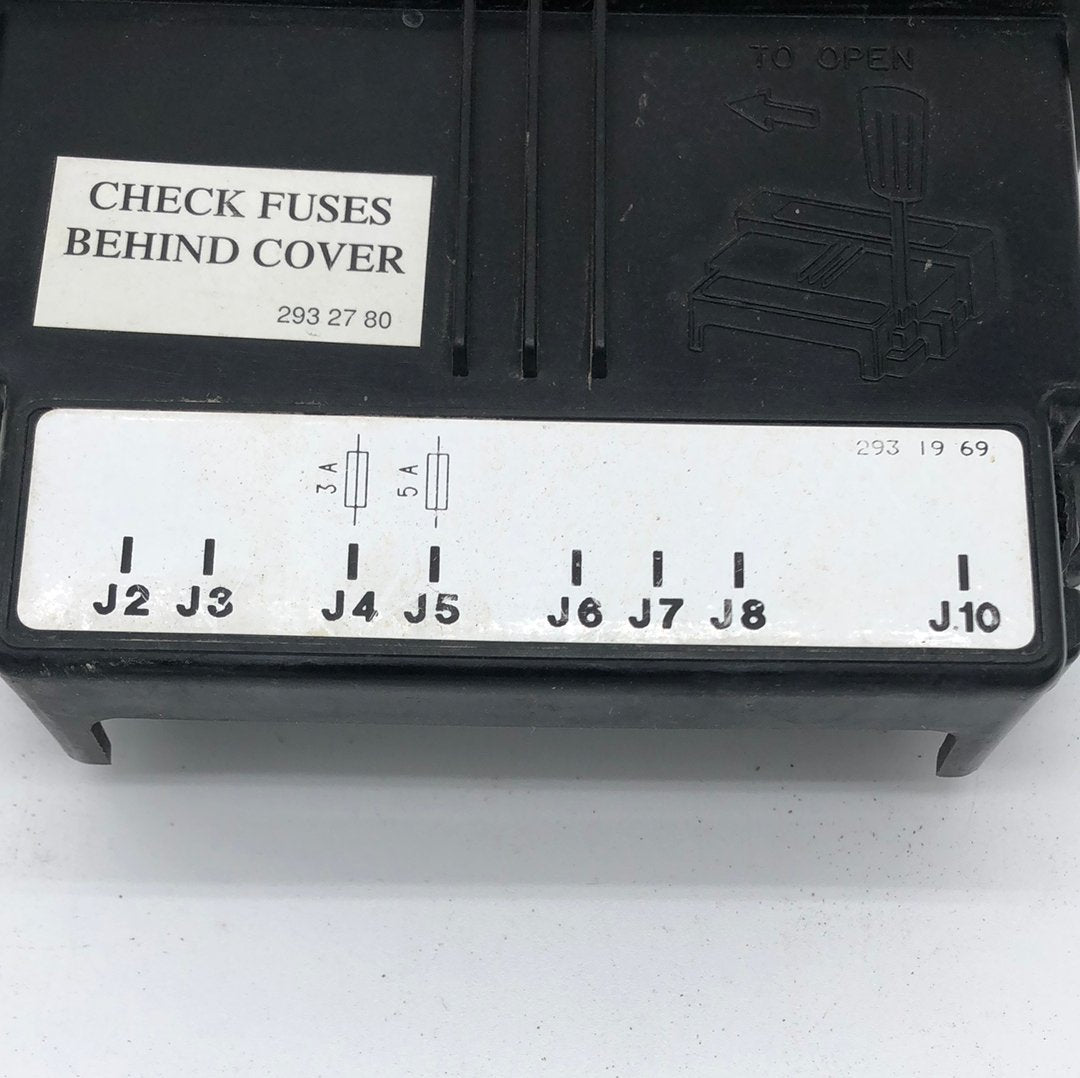 TO OPEN
CHECK FUSES
BEHIND COVER
293 27 80
293 19 69
3 A 5 A
J2 J3 J4 J5 J6 J7 J8 J10